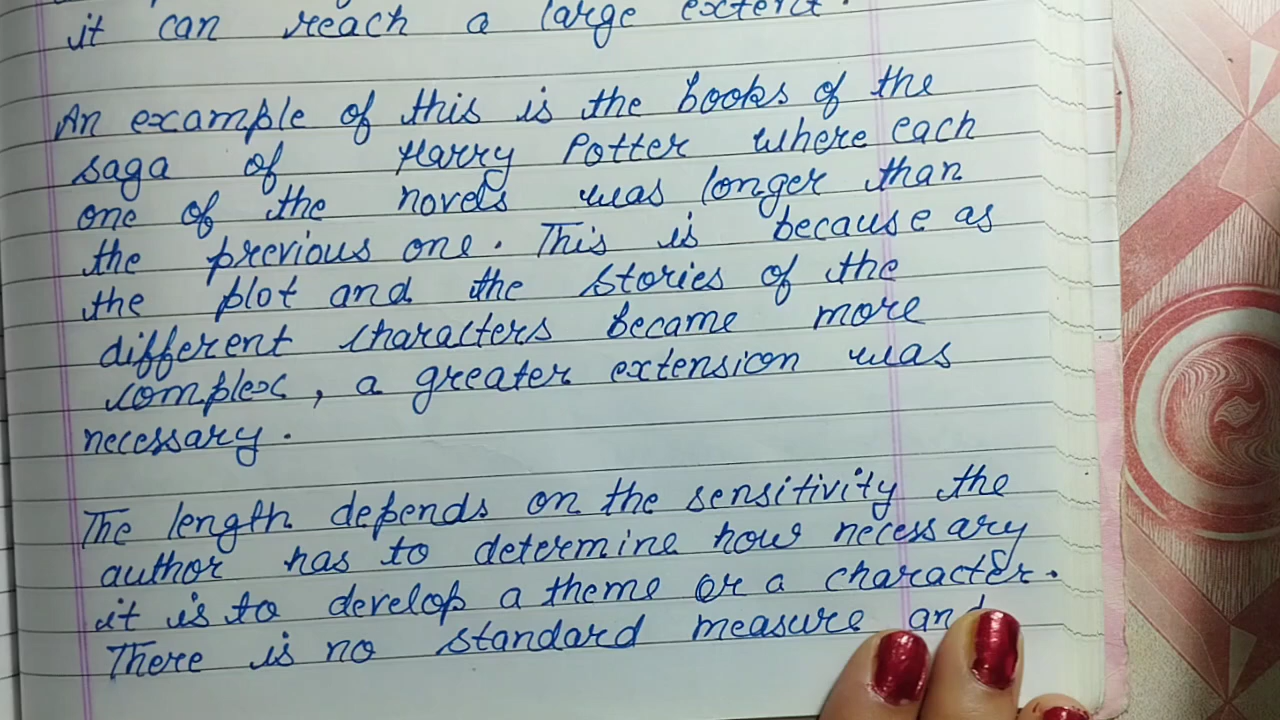 it can reach a large extent.
An example of this is the books of the
saga of Harry Potter where each
one of the novels was longer than
the previous one. This is because as
the plot and the stories of the
different characters became more
complex, a greater extension was
necessary.
The length depends on the sensitivity the
author has to determine how necessary
it is to develop a theme or a character.
There is no standard measure and